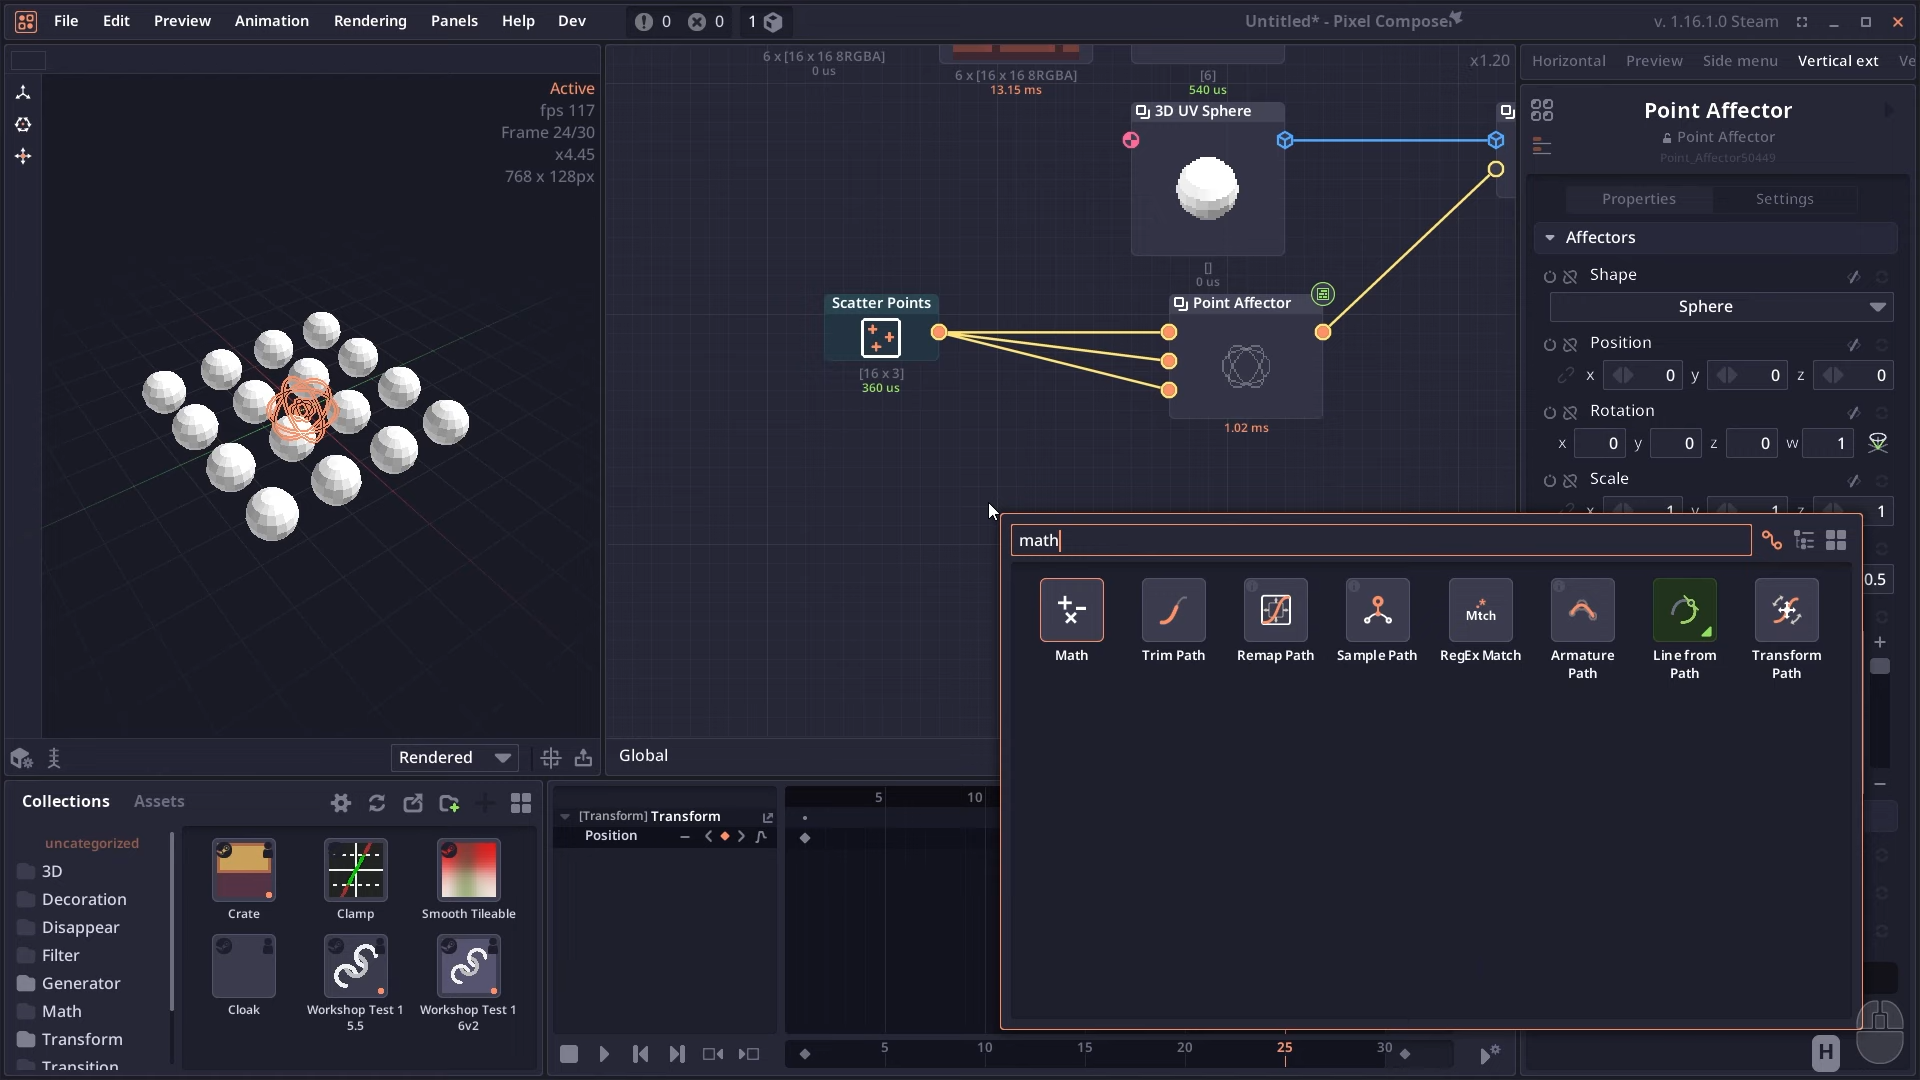 File Edit Preview Animation Rendering Panels Help Dev 0 0 1 Untitled* - Pixel Composer v. 1.16.1.0 Steam
Active
fps 117
Frame 24/30
x4.45
768 x 128px
Rendered
6 x [16 x 16 8RGBA]
0 us
6 x [16 x 16 8RGBA]
13.15 ms
[6]
540 us
x1.20
3D UV Sphere
[]
0 us
Scatter Points
[16 x 3]
360 us
Point Affector
1.02 ms
Global
Horizontal Preview Side menu Vertical ext Ve
Point Affector
Point Affector
Point_Affector50449
Properties Settings
Affectors
Shape
Sphere
Position
x 0 y 0 z 0
Rotation
x 0 y 0 z 0 w 1
Scale
x 1 y 1 z 1
0.5
math
Math Trim Path Remap Path Sample Path RegEx Match Armature Path Line from Path Transform Path
Mtch
Collections Assets
uncategorized
3D
Decoration
Disappear
Filter
Generator
Math
Transform
Transition
Crate Clamp Smooth Tileable
Cloak Workshop Test 1 5.5 Workshop Test 1 6v2
5 10
[Transform] Transform
Position
5 10 15 20 25 30
H